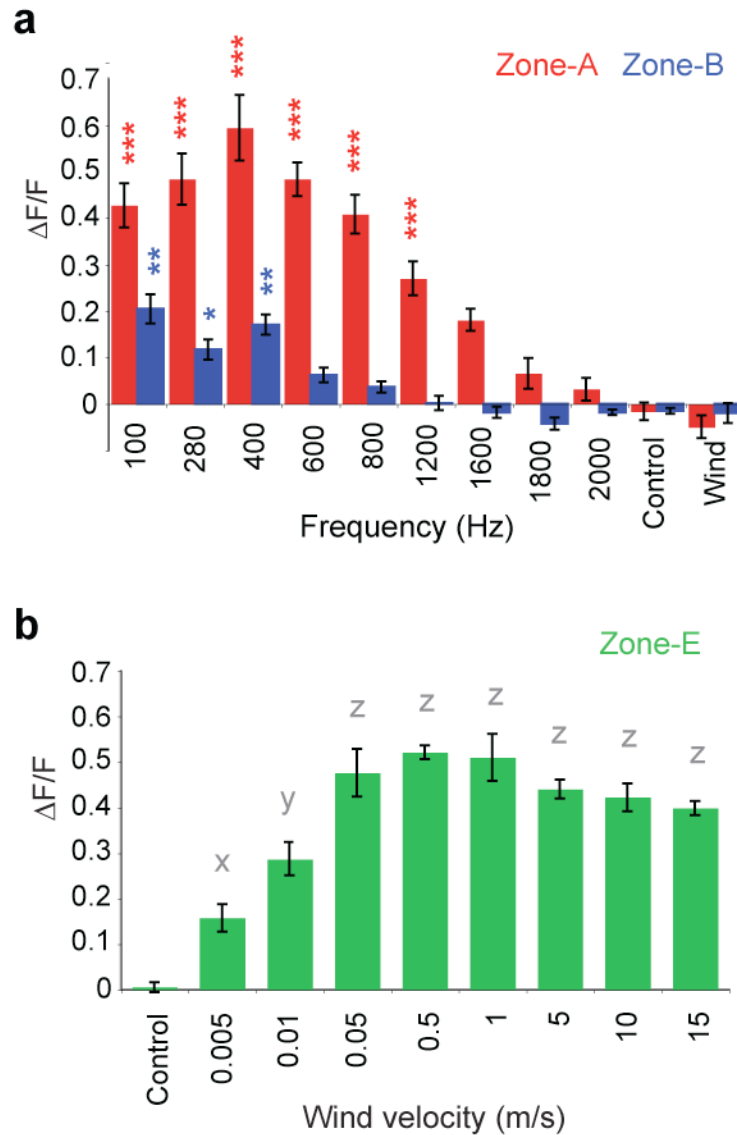 a
Zone-A Zone-B
*** *** *** *** *** ***
** * **
ΔF/F
0.7
0.6
0.5
0.4
0.3
0.2
0.1
0
100 280 400 600 800 1200 1600 1800 2000 Control Wind
Frequency (Hz)
b
Zone-E
ΔF/F
0.7
0.6
0.5
0.4
0.3
0.2
0.1
0
x y z z z z z z
Control 0.005 0.01 0.05 0.5 1 5 10 15
Wind velocity (m/s)